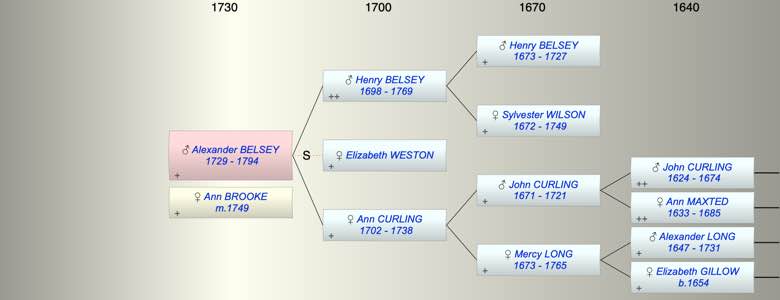 1730 1700 1670 1640
♂ Henry BELSEY
1673 - 1727
+
♂ Henry BELSEY
1698 - 1769
++
♀ Sylvester WILSON
1672 - 1749
+
♂ Alexander BELSEY
1729 - 1794
+
S
♀ Elizabeth WESTON
+
♀ Ann BROOKE
m.1749
+
♂ John CURLING
1624 - 1674
++
♂ John CURLING
1671 - 1721
+
♀ Ann MAXTED
1633 - 1685
++
♀ Ann CURLING
1702 - 1738
+
♂ Alexander LONG
1647 - 1731
+
♀ Mercy LONG
1673 - 1765
+
♀ Elizabeth GILLOW
b.1654
+